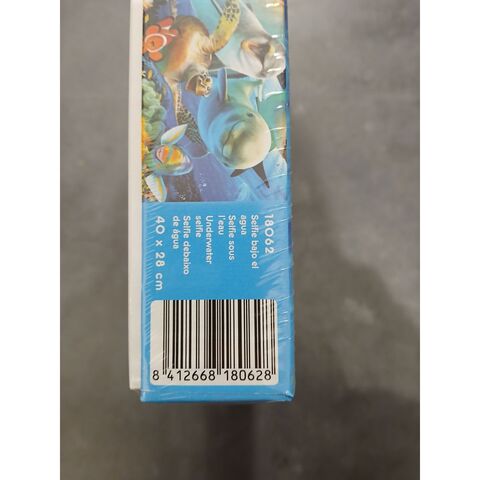 18062
Selfie bajo el
agua
Selfie sous
l'eau
Underwater
selfie
Selfie debaixo
de água
40 x 28 cm
8 412668 180628